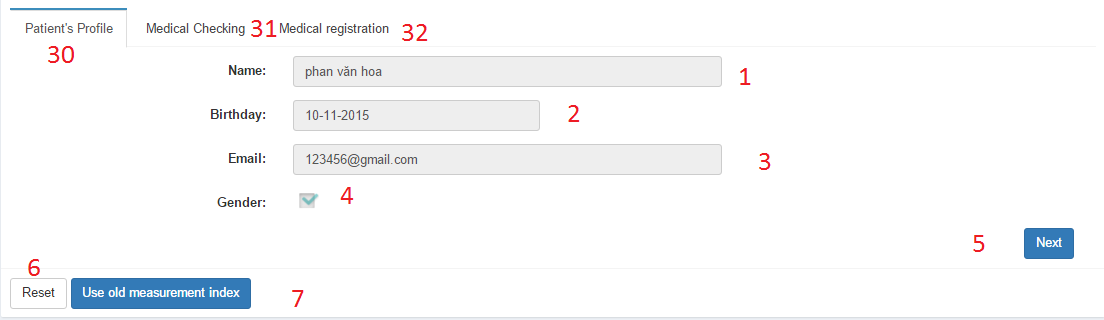 Patient's Profile Medical Checking 31 Medical registration 32
30
Name: phan văn hoa 1
Birthday: 10-11-2015 2
Email: 123456@gmail.com 3
Gender: 4
5 Next
6
Reset Use old measurement index 7